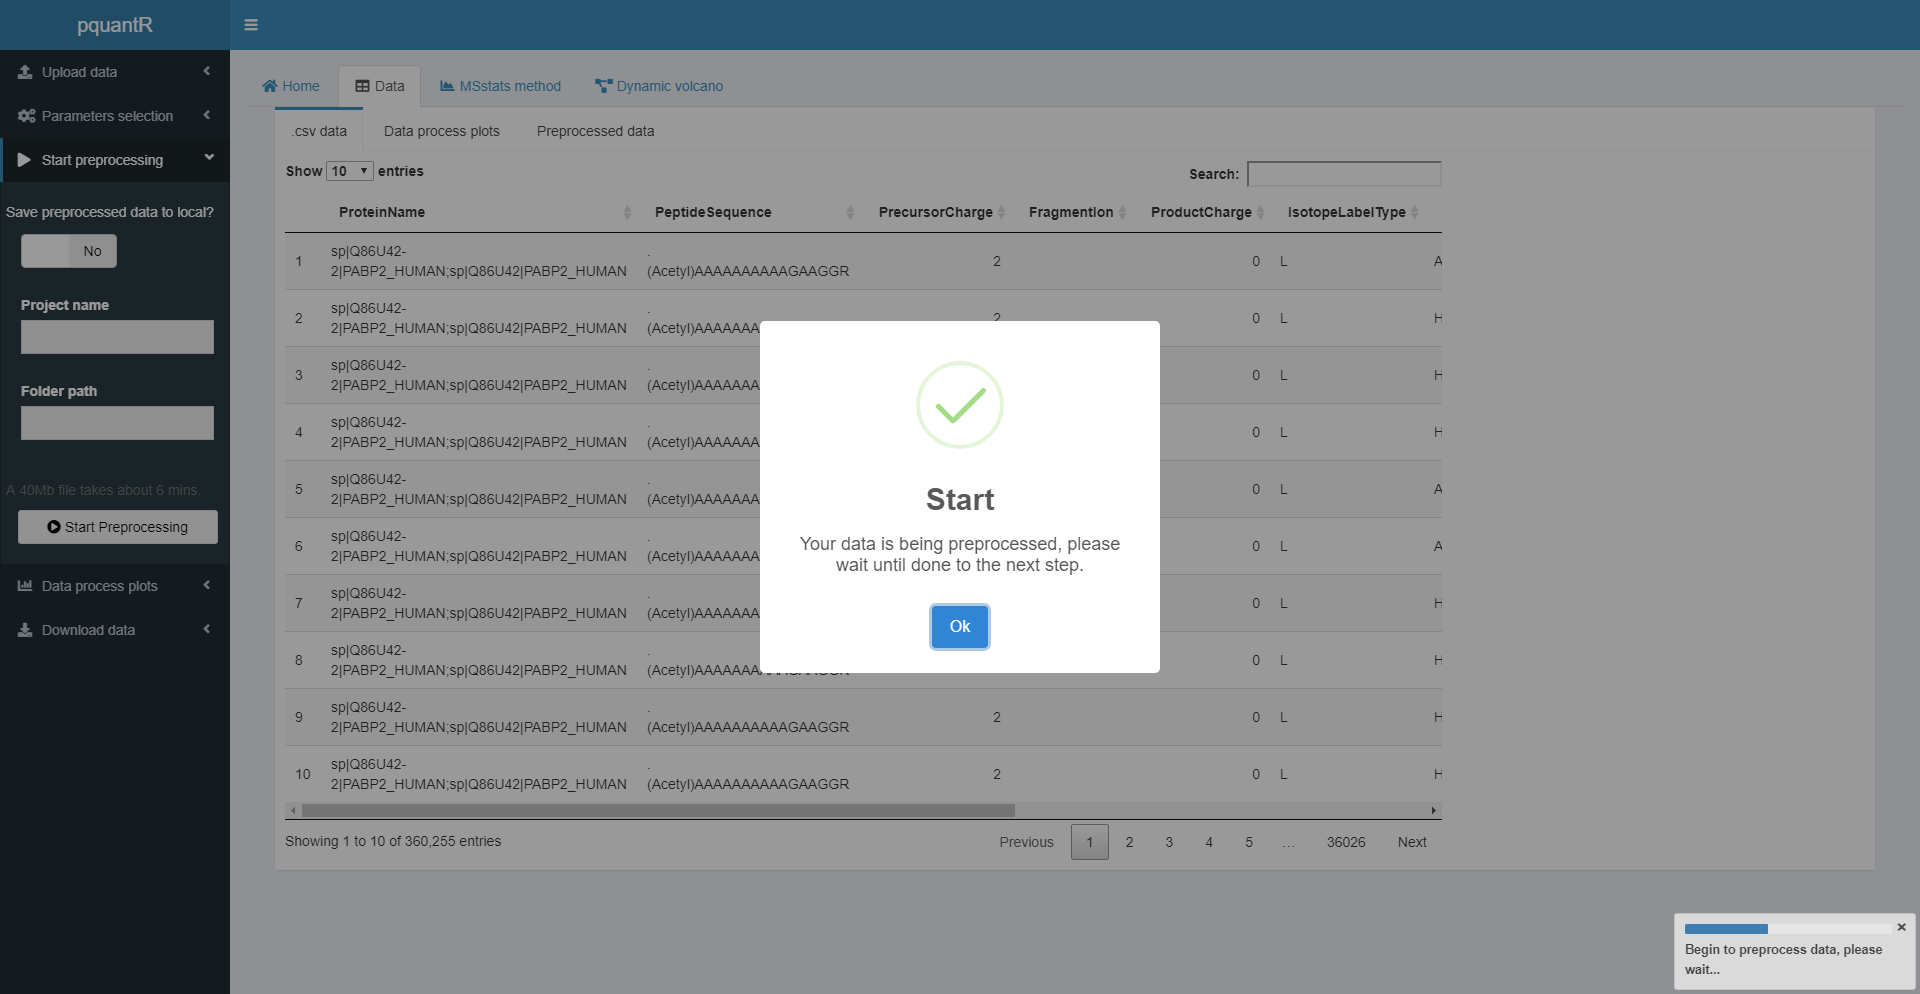 pquantR
Upload data
Parameters selection
Start preprocessing
Save preprocessed data to local?
No
Project name
Folder path
A 40Mb file takes about 6 mins.
Start Preprocessing
Data process plots
Download data
Home Data MSstats method Dynamic volcano
.csv data Data process plots Preprocessed data
Show 10 entries Search:
ProteinName PeptideSequence PrecursorCharge FragmentIon ProductCharge IsotopeLabelType
1 sp|Q86U42-
2|PABP2_HUMAN;sp|Q86U42|PABP2_HUMAN
.
(Acetyl)AAAAAAAAAAGAAGGR
2 0 L A
2 sp|Q86U42-
2|PABP2_HUMAN;sp|Q86U42|PABP2_HUMAN
.
(Acetyl)AAAAAAA
2 0 L H
3 sp|Q86U42-
2|PABP2_HUMAN;sp|Q86U42|PABP2_HUMAN
.
(Acetyl)AAAAAAA
0 L H
4 sp|Q86U42-
2|PABP2_HUMAN;sp|Q86U42|PABP2_HUMAN
.
(Acetyl)AAAAAAA
0 L H
5 sp|Q86U42-
2|PABP2_HUMAN;sp|Q86U42|PABP2_HUMAN
.
(Acetyl)AAAAAAA
0 L A
6 sp|Q86U42-
2|PABP2_HUMAN;sp|Q86U42|PABP2_HUMAN
.
(Acetyl)AAAAAAA
0 L A
7 sp|Q86U42-
2|PABP2_HUMAN;sp|Q86U42|PABP2_HUMAN
.
(Acetyl)AAAAAAA
0 L H
8 sp|Q86U42-
2|PABP2_HUMAN;sp|Q86U42|PABP2_HUMAN
.
(Acetyl)AAAAAAAAAAGAAGGR
0 L H
9 sp|Q86U42-
2|PABP2_HUMAN;sp|Q86U42|PABP2_HUMAN
.
(Acetyl)AAAAAAAAAAGAAGGR
2 0 L H
10 sp|Q86U42-
2|PABP2_HUMAN;sp|Q86U42|PABP2_HUMAN
.
(Acetyl)AAAAAAAAAAGAAGGR
2 0 L H
Showing 1 to 10 of 360,255 entries Previous 1 2 3 4 5 … 36026 Next
Start
Your data is being preprocessed, please
wait until done to the next step.
Ok
Begin to preprocess data, please
wait...